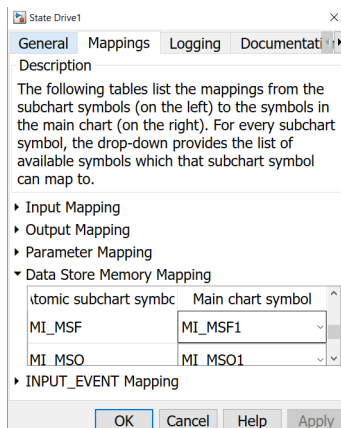 State Drive1
General Mappings Logging
Description
The following tables list the mappings from the
subchart symbols (on the left) to the symbols in
the main chart (on the right). For every subchart
symbol, the drop-down provides the list of
available symbols which that subchart symbol
can map to.
Input Mapping
Output Mapping
Parameter Mapping
Data Store Memory Mapping
subchart Main chart symbol
MI_MSF MI_MSF1
MI_MSO MI_MSO1
INPUT_EVENT Mapping
OK Cancel Help Apply